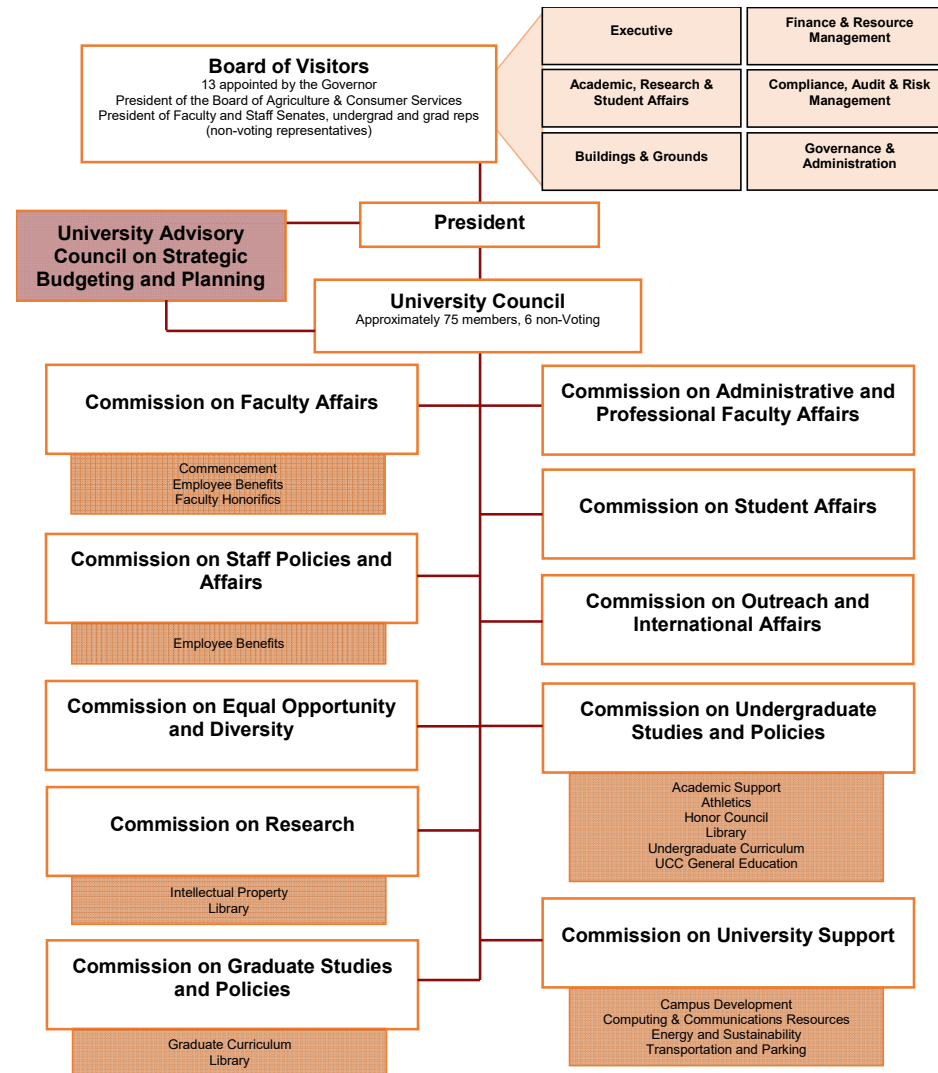 Board of Visitors
13 appointed by the Governor
President of the Board of Agriculture & Consumer Services
President of Faculty and Staff Senates, undergrad and grad reps
(non-voting representatives)
Executive
Finance & Resource
Management
Academic, Research &
Student Affairs
Compliance, Audit & Risk
Management
Buildings & Grounds
Governance &
Administration
President
University Advisory
Council on Strategic
Budgeting and Planning
University Council
Approximately 75 members, 6 non-Voting
Commission on Faculty Affairs
Commencement
Employee Benefits
Faculty Honorifics
Commission on Administrative and
Professional Faculty Affairs
Commission on Student Affairs
Commission on Staff Policies and
Affairs
Employee Benefits
Commission on Outreach and
International Affairs
Commission on Equal Opportunity
and Diversity
Commission on Undergraduate
Studies and Policies
Academic Support
Athletics
Honor Council
Library
Undergraduate Curriculum
UCC General Education
Commission on Research
Intellectual Property
Library
Commission on University Support
Campus Development
Computing & Communications Resources
Energy and Sustainability
Transportation and Parking
Commission on Graduate Studies
and Policies
Graduate Curriculum
Library